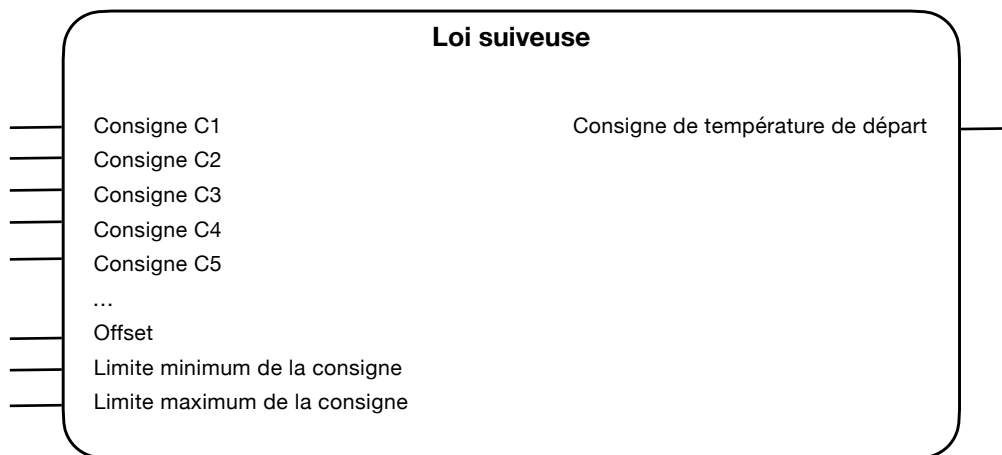 Loi suiveuse
Consigne C1
Consigne de température de départ
Consigne C2
Consigne C3
Consigne C4
Consigne C5
…
Offset
Limite minimum de la consigne
Limite maximum de la consigne